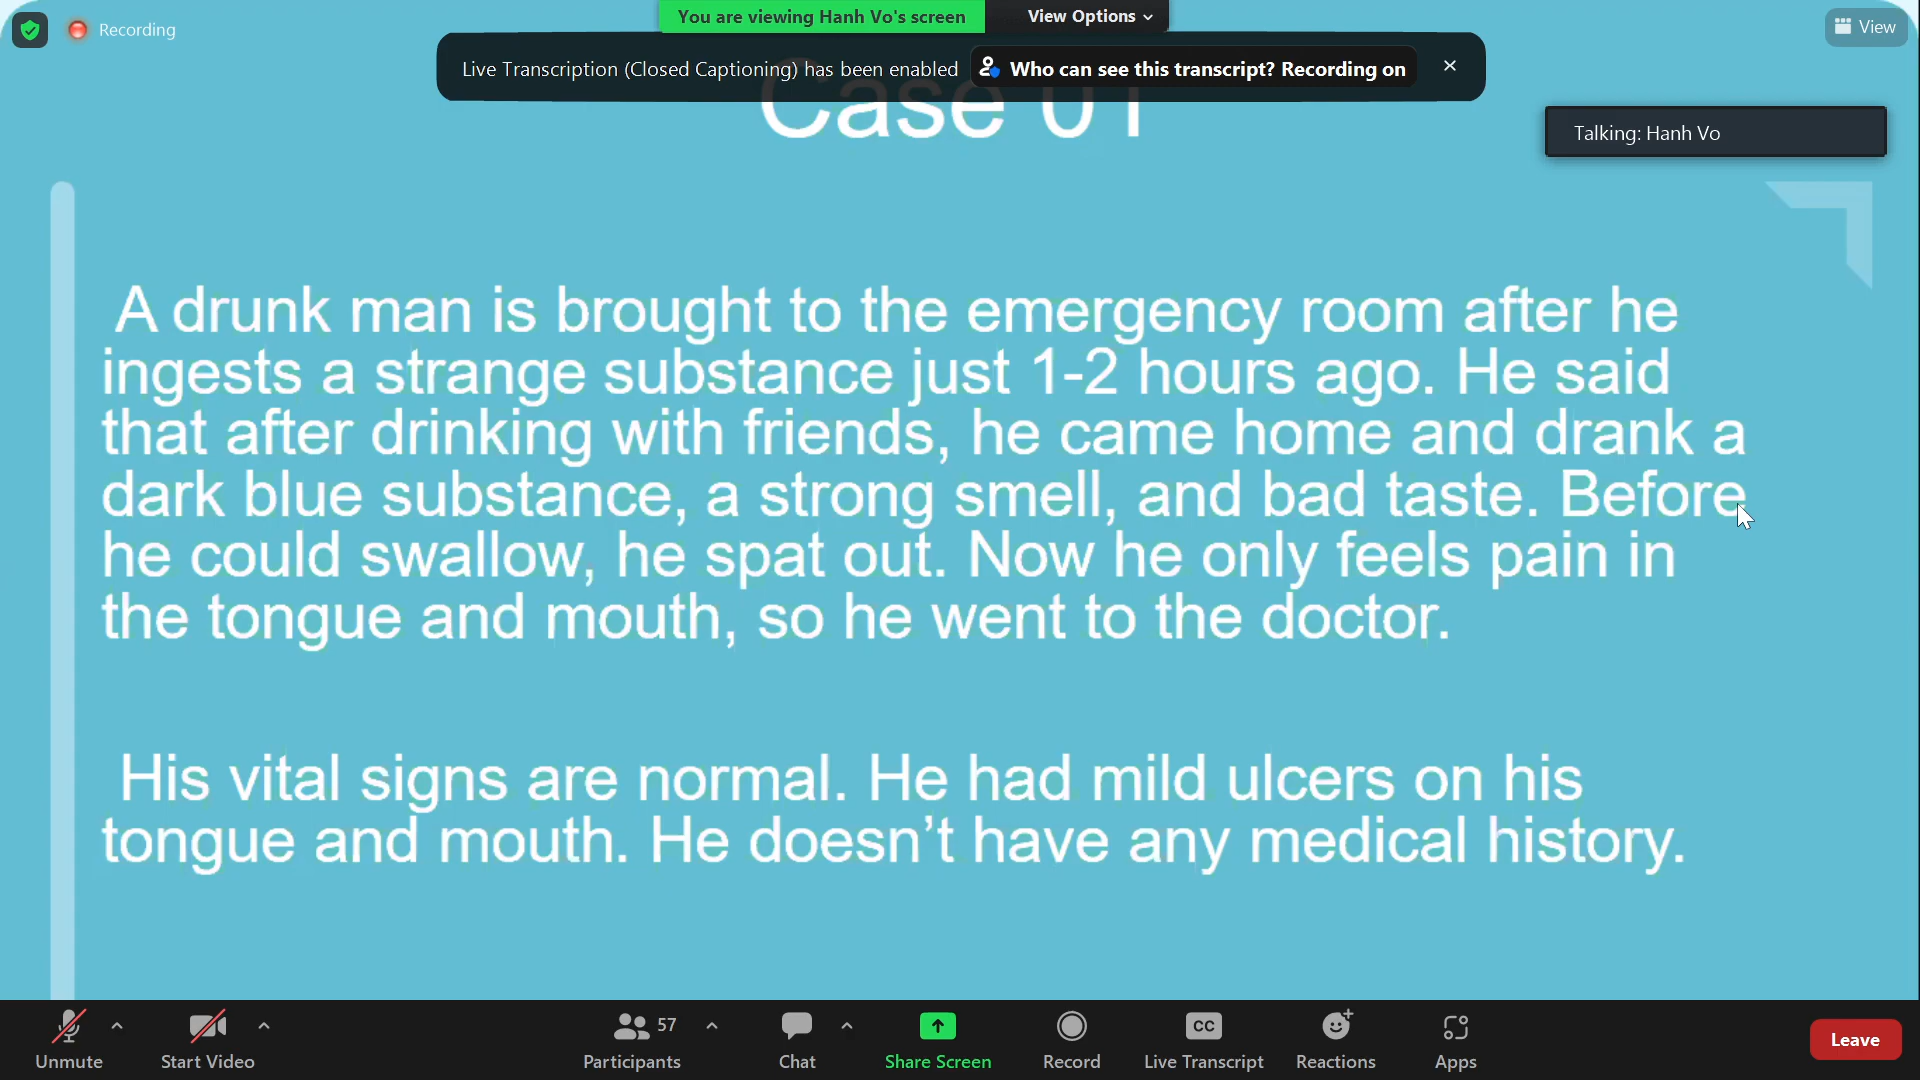 You are viewing Hanh Vo's screen
View Options
Recording
View
Live Transcription (Closed Captioning) has been enabled
Who can see this transcript? Recording on
Case 01
Talking: Hanh Vo
A drunk man is brought to the emergency room after he
ingests a strange substance just 1-2 hours ago. He said
that after drinking with friends, he came home and drank a
dark blue substance, a strong smell, and bad taste. Before
he could swallow, he spat out. Now he only feels pain in
the tongue and mouth, so he went to the doctor.
His vital signs are normal. He had mild ulcers on his
tongue and mouth. He doesn't have any medical history.
Unmute
Start Video
57
Participants
Chat
Share Screen
Record
CC
Live Transcript
Reactions
Apps
Leave